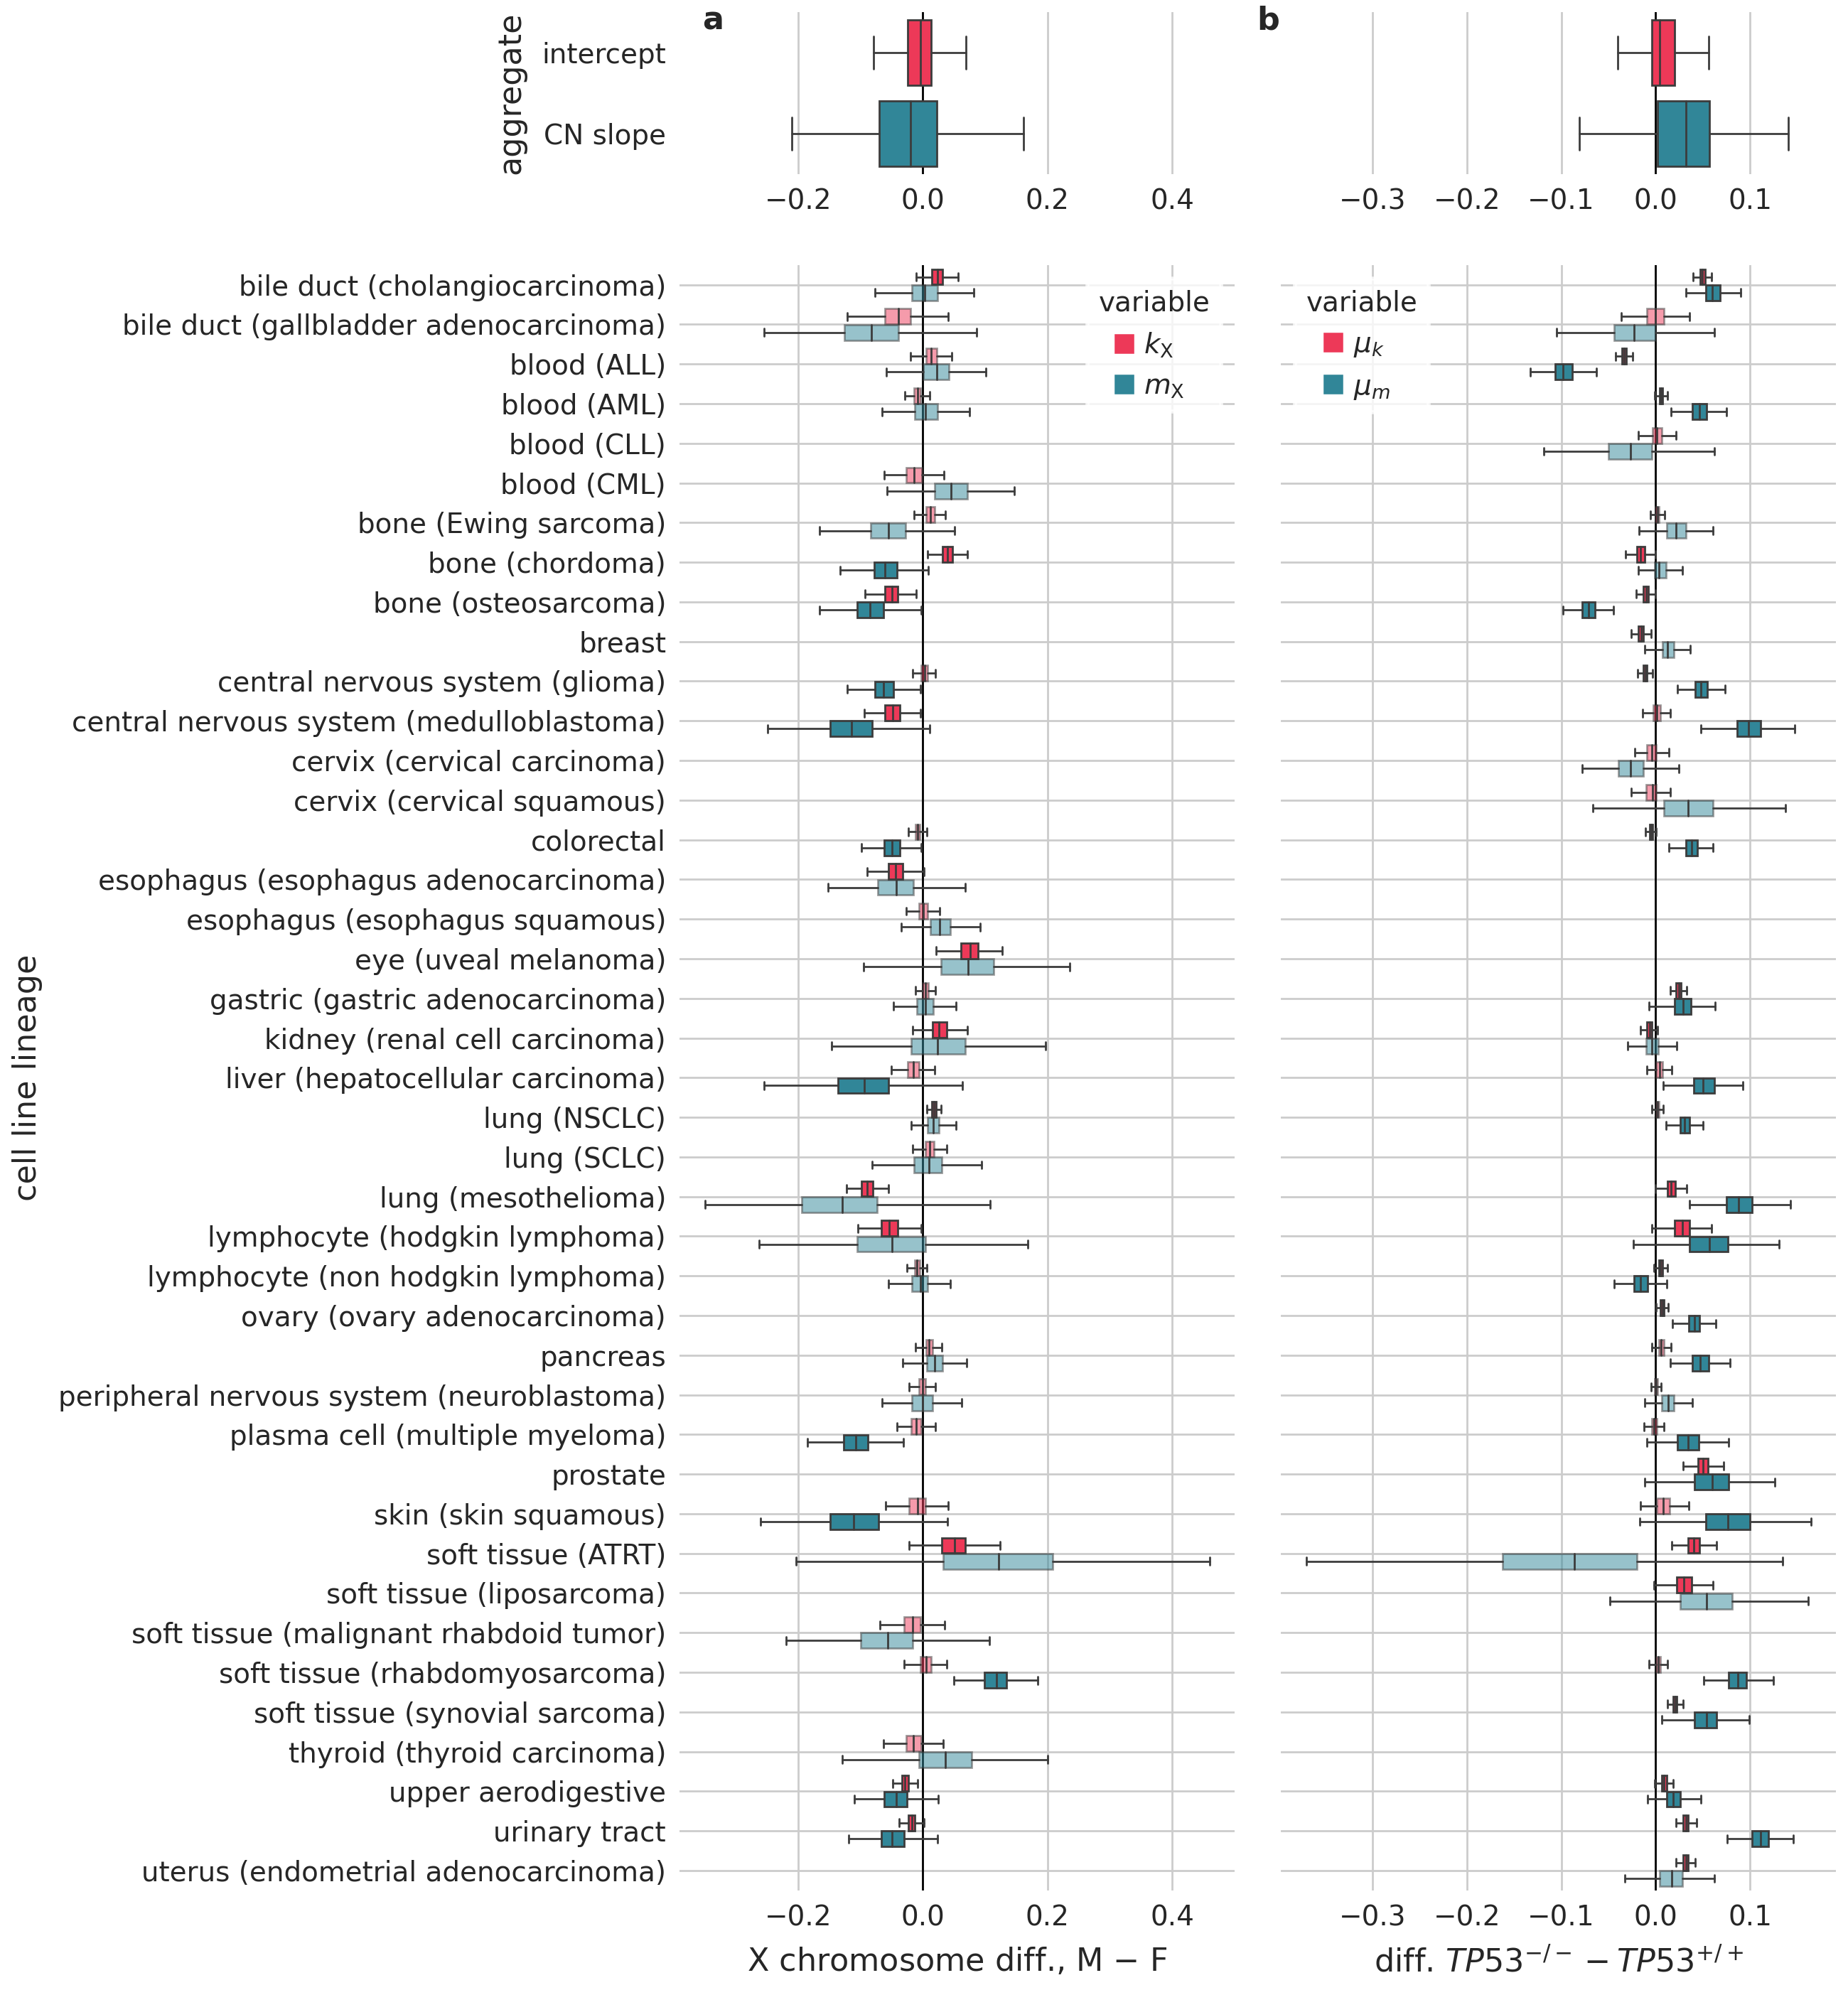 a
b
aggregate
intercept
CN slope
−0.2 0.0 0.2 0.4
−0.3 −0.2 −0.1 0.0 0.1
cell line lineage
bile duct (cholangiocarcinoma)
bile duct (gallbladder adenocarcinoma)
blood (ALL)
blood (AML)
blood (CLL)
blood (CML)
bone (Ewing sarcoma)
bone (chordoma)
bone (osteosarcoma)
breast
central nervous system (glioma)
central nervous system (medulloblastoma)
cervix (cervical carcinoma)
cervix (cervical squamous)
colorectal
esophagus (esophagus adenocarcinoma)
esophagus (esophagus squamous)
eye (uveal melanoma)
gastric (gastric adenocarcinoma)
kidney (renal cell carcinoma)
liver (hepatocellular carcinoma)
lung (NSCLC)
lung (SCLC)
lung (mesothelioma)
lymphocyte (hodgkin lymphoma)
lymphocyte (non hodgkin lymphoma)
ovary (ovary adenocarcinoma)
pancreas
peripheral nervous system (neuroblastoma)
plasma cell (multiple myeloma)
prostate
skin (skin squamous)
soft tissue (ATRT)
soft tissue (liposarcoma)
soft tissue (malignant rhabdoid tumor)
soft tissue (rhabdomyosarcoma)
soft tissue (synovial sarcoma)
thyroid (thyroid carcinoma)
upper aerodigestive
urinary tract
uterus (endometrial adenocarcinoma)
variable
k_X
m_X
variable
μ_k
μ_m
−0.2 0.0 0.2 0.4
X chromosome diff., M − F
−0.3 −0.2 −0.1 0.0 0.1
diff. TP53^−/− − TP53^+/+